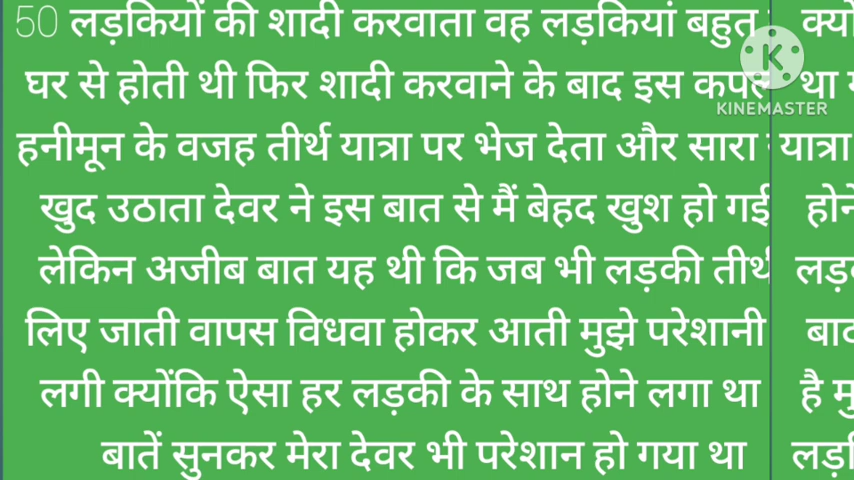 50 लड़कियों की शादी करवाता वह लड़कियां बहुत
घर से होती थी फिर शादी करवाने के बाद इस
हनीमून के वजह तीर्थ यात्रा पर भेज देता और सारा
खुद उठाता देवर ने इस बात से मैं बेहद खुश हो गई
लेकिन अजीब बात यह थी कि जब भी लड़की
लिए जाती वापस विधवा होकर आती मुझे परेशानी
लगी क्योंकि ऐसा हर लड़की के साथ होने लगा था
बातें सुनकर मेरा देवर भी परेशान हो गया था
था
यात्रा
है
KINEMASTER